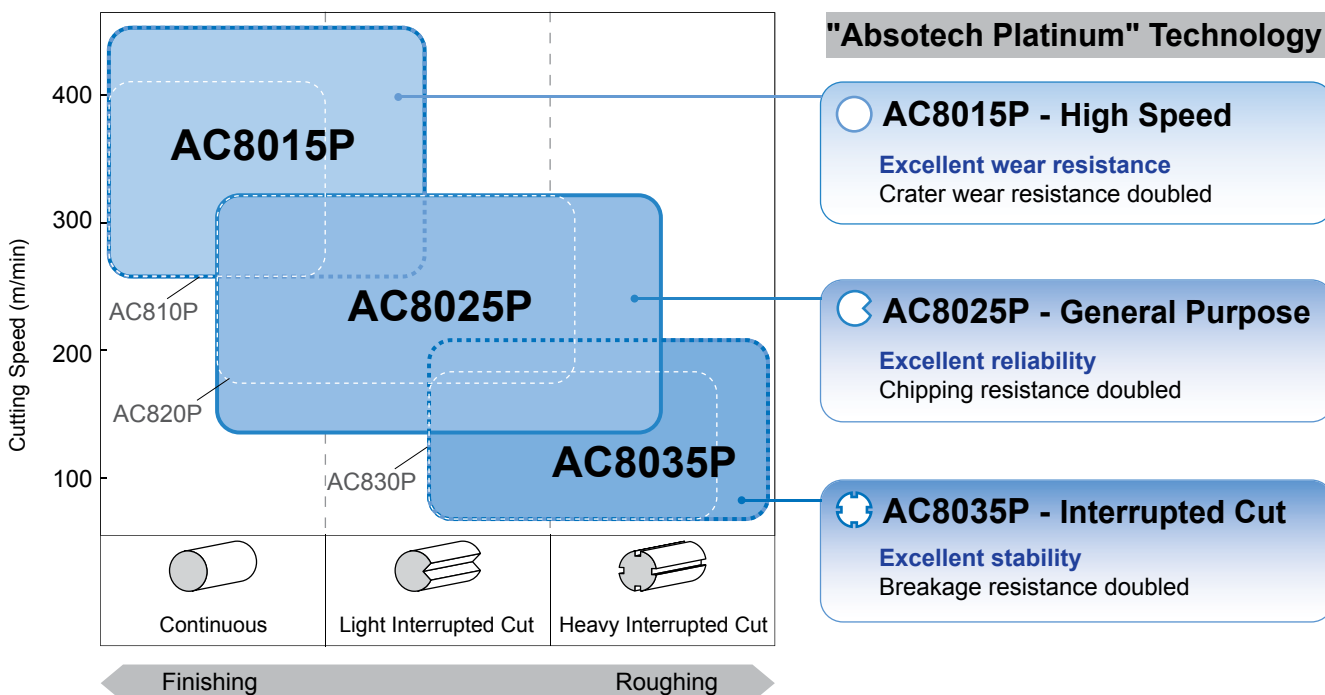 "Absotech Platinum" Technology
Cutting Speed (m/min)
400
300
200
100
AC8015P
AC8025P
AC8035P
AC810P
AC820P
AC830P
Continuous
Light Interrupted Cut
Heavy Interrupted Cut
Finishing
Roughing
AC8015P - High Speed
Excellent wear resistance
Crater wear resistance doubled
AC8025P - General Purpose
Excellent reliability
Chipping resistance doubled
AC8035P - Interrupted Cut
Excellent stability
Breakage resistance doubled